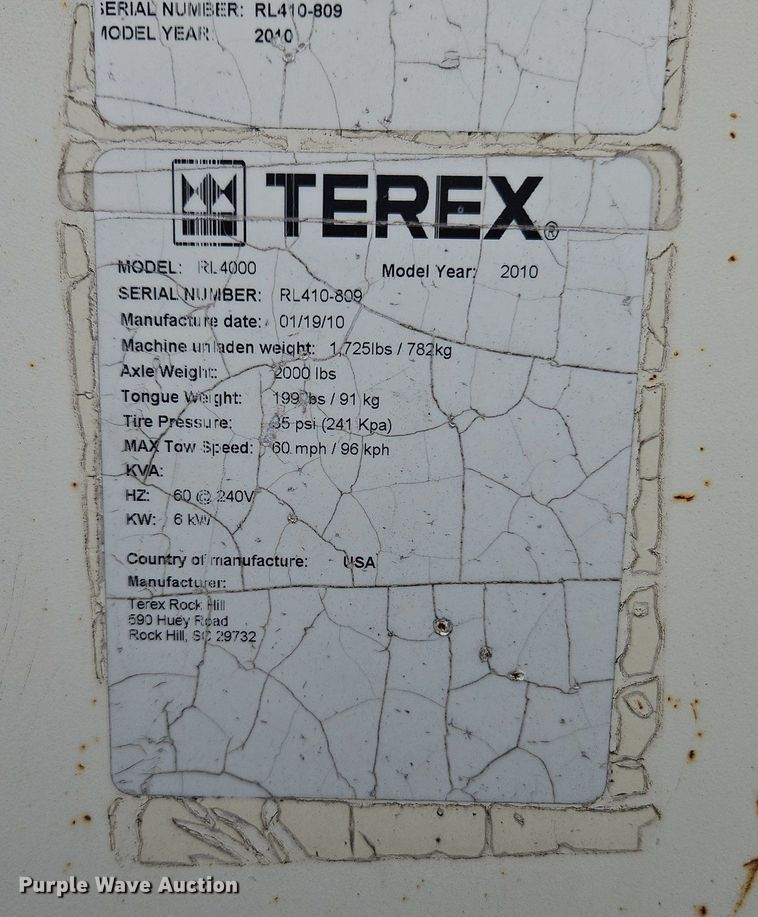 SERIAL NUMBER: RL410-809
MODEL YEAR: 2010
TEREX®
MODEL: RL4000 Model Year: 2010
SERIAL NUMBER: RL410-809
Manufacture date: 01/19/10
Machine unladen weight: 1,725lbs / 782kg
Axle Weight: 2000 lbs
Tongue Weight: 199 lbs / 91 kg
Tire Pressure: 35 psi (241 Kpa)
MAX Tow Speed: 60 mph / 96 kph
KVA:
HZ: 60 @ 240V
KW: 6 kW
Country of manufacture: USA
Manufacturer:
Terex Rock Hill
590 Huey Road
Rock Hill, SC 29732
Purple Wave Auction